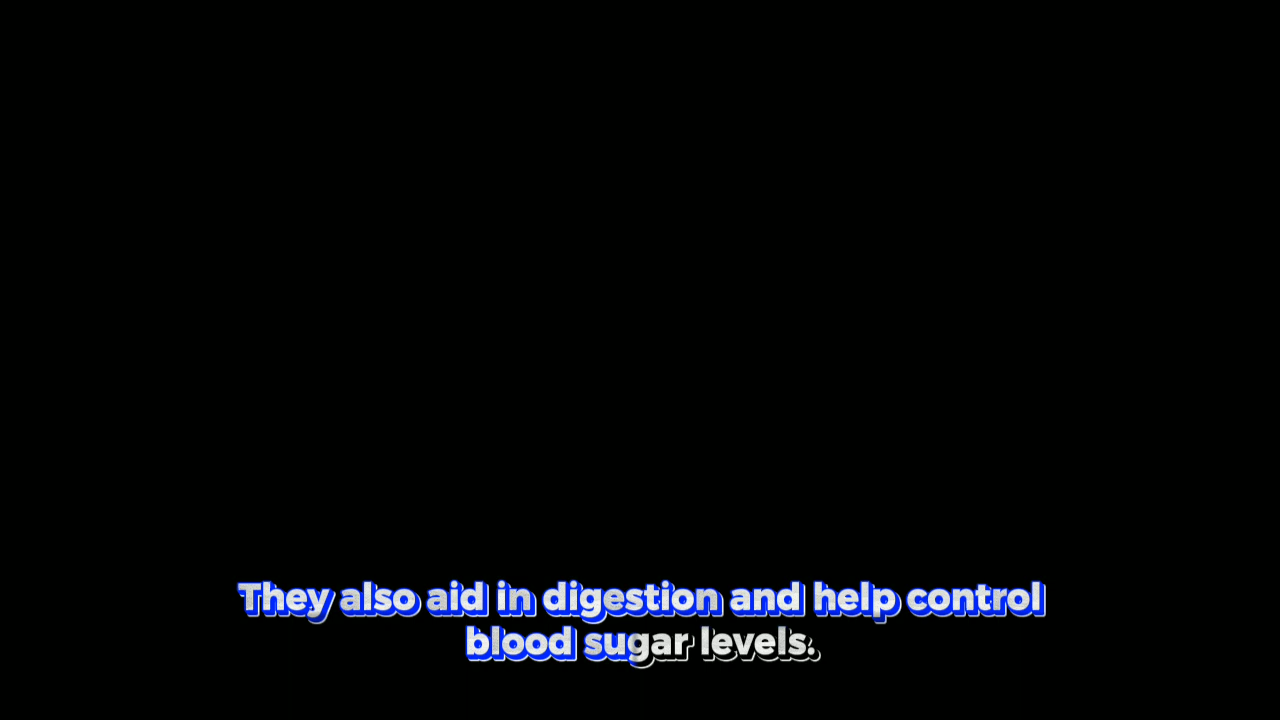 They also aid in digestion and help control
blood sugar levels.